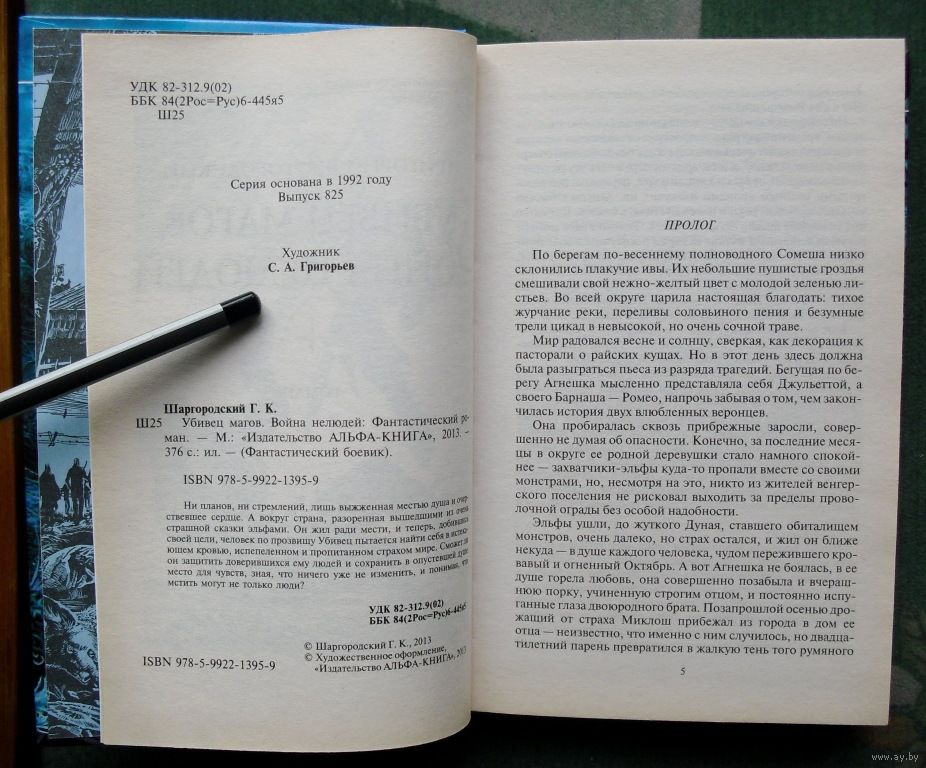 УДК 82-312.9(02)
ББК 84(2Рос=Рус)6-445я5
Ш25
Серия основана в 1992 году
Выпуск 825
Художник
С. А. Григорьев
Шаргородский Г. К.
Ш25 Убивец магов. Война нелюдей: Фантастический ро-
ман. — М.: «Издательство АЛЬФА-КНИГА», 2013. —
376 с.: ил. — (Фантастический боевик).
ISBN 978-5-9922-1395-9
Ни планов, ни стремлений, лишь выжженная местью душа и очер-
ствевшее сердце. А вокруг страна, разоренная вышедшими из очень
страшной сказки эльфами. Он жил ради мести, и теперь, добившись
своей цели, человек по прозвищу Убивец пытается найти себя в истека-
ющем кровью, испепеленном и пропитанном страхом мире. Сможет ли
он защитить доверившихся ему людей и сохранить в опустевшей душе
место для чувств, зная, что ничего уже не изменить, и понимая, что
мстить могут не только люди?
УДК 82-312.9(02)
ББК 84(2Рос=Рус)6-445я5
© Шаргородский Г. К., 2013
© Художественное оформление,
«Издательство АЛЬФА-КНИГА», 2013
ISBN 978-5-9922-1395-9
ПРОЛОГ
По берегам по-весеннему полноводного Сомеша низко
склонились плакучие ивы. Их небольшие пушистые гроздья
смешивали свой нежно-желтый цвет с молодой зеленью ли-
стьев. Во всей округе царила настоящая благодать: тихое
журчание реки, переливы соловьиного пения и безумные
трели цикад в невысокой, но очень сочной траве.
Мир радовался весне и солнцу, сверкая, как декорация к
пасторали о райских кущах. Но в этот день здесь должна
была разыграться пьеса из разряда трагедий. Бегущая по бе-
регу Агнешка мысленно представляла себя Джульеттой, а
своего Барнаша — Ромео, напрочь забывая о том, чем закон-
чилась история двух влюбленных веронцев.
Она пробиралась сквозь прибрежные заросли, совер-
шенно не думая об опасности. Конечно, за последние меся-
цы в округе ее родной деревушки стало намного спокой-
нее — захватчики-эльфы куда-то пропали вместе со своими
монстрами, но, несмотря на это, никто из жителей венгер-
ского поселения не рисковал выходить за пределы прово-
лочной ограды без особой надобности.
Эльфы ушли, до жуткого Дуная, ставшего обиталищем
монстров, очень далеко, но страх остался, и жил он ближе
некуда — в душе каждого человека, чудом пережившего кро-
вавый и огненный Октябрь. А вот Агнешка не боялась, в ее
душе горела любовь, она совершенно позабыла и вчераш-
нюю порку, учиненную строгим отцом, и постоянно испу-
ганные глаза двоюродного брата. Позапрошлой осенью дро-
жащий от страха Миклош прибежал из города в дом ее
отца — неизвестно, что именно с ним случилось, но двадца-
тилетний парень превратился в жалкую тень того румяного
5
www.ay.by